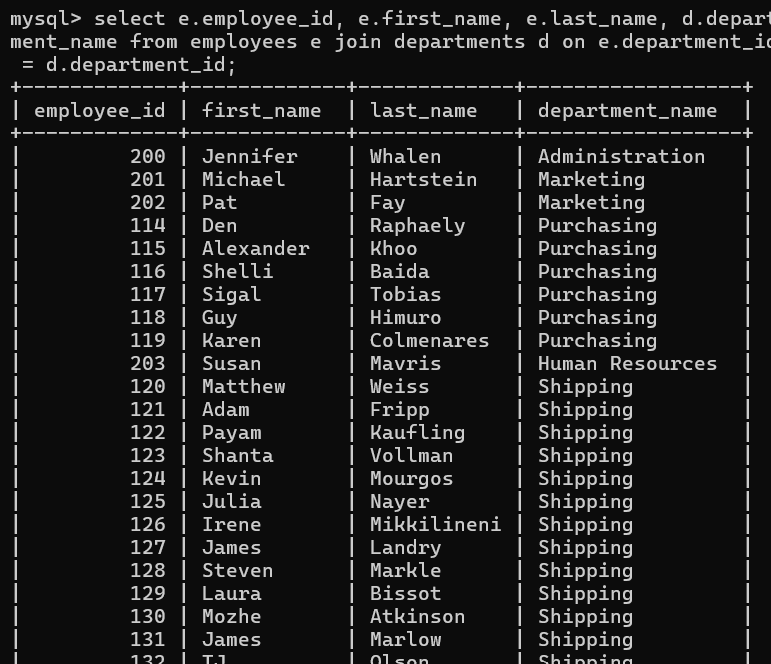 mysql> select e.employee_id, e.first_name, e.last_name, d.depart
ment_name from employees e join departments d on e.department_id
 = d.department_id;
+-------------+-------------+-------------+------------------+
| employee_id | first_name  | last_name   | department_name  |
+-------------+-------------+-------------+------------------+
|         200 | Jennifer    | Whalen      | Administration   |
|         201 | Michael     | Hartstein   | Marketing        |
|         202 | Pat         | Fay         | Marketing        |
|         114 | Den         | Raphaely    | Purchasing       |
|         115 | Alexander   | Khoo        | Purchasing       |
|         116 | Shelli      | Baida       | Purchasing       |
|         117 | Sigal       | Tobias      | Purchasing       |
|         118 | Guy         | Himuro      | Purchasing       |
|         119 | Karen       | Colmenares  | Purchasing       |
|         203 | Susan       | Mavris      | Human Resources  |
|         120 | Matthew     | Weiss       | Shipping         |
|         121 | Adam        | Fripp       | Shipping         |
|         122 | Payam       | Kaufling    | Shipping         |
|         123 | Shanta      | Vollman     | Shipping         |
|         124 | Kevin       | Mourgos     | Shipping         |
|         125 | Julia       | Nayer       | Shipping         |
|         126 | Irene       | Mikkilineni | Shipping         |
|         127 | James       | Landry      | Shipping         |
|         128 | Steven      | Markle      | Shipping         |
|         129 | Laura       | Bissot      | Shipping         |
|         130 | Mozhe       | Atkinson    | Shipping         |
|         131 | James       | Marlow      | Shipping         |
|         132 | TJ          | Olson       | Shipping         |